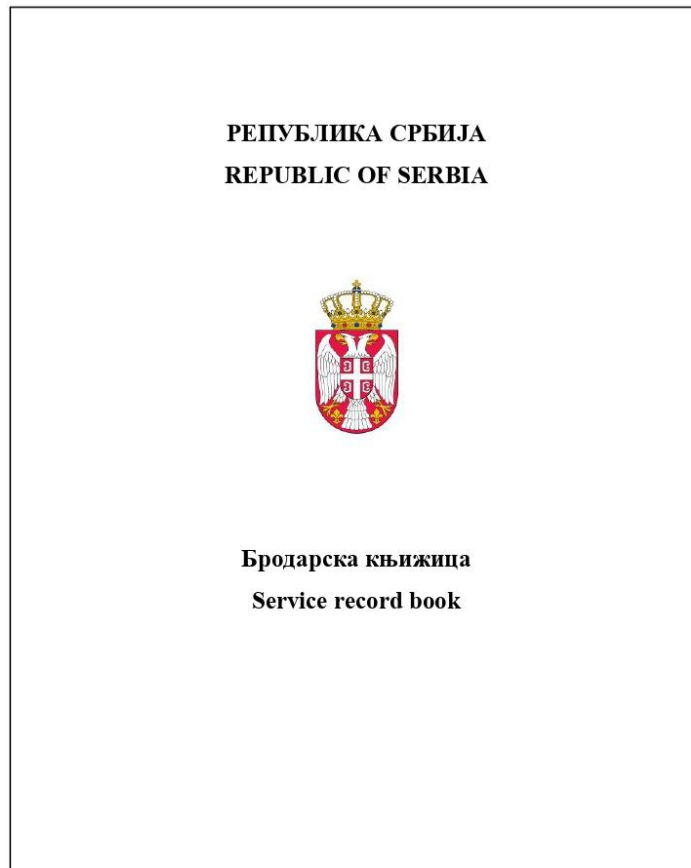 РЕПУБЛИКА СРБИЈА
REPUBLIC OF SERBIA
Бродарска књижица
Service record book